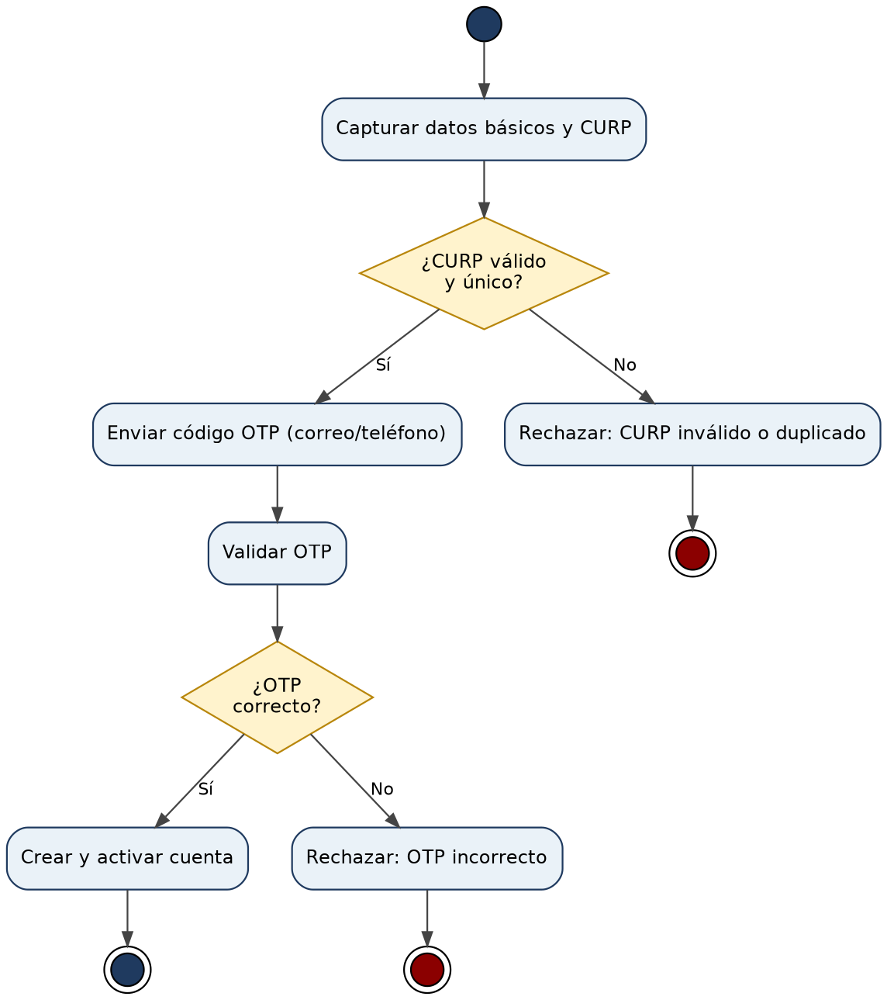 Capturar datos básicos y CURP
¿CURP válido
y único?
Sí
No
Enviar código OTP (correo/teléfono)
Rechazar: CURP inválido o duplicado
Validar OTP
¿OTP
correcto?
Sí
No
Crear y activar cuenta
Rechazar: OTP incorrecto